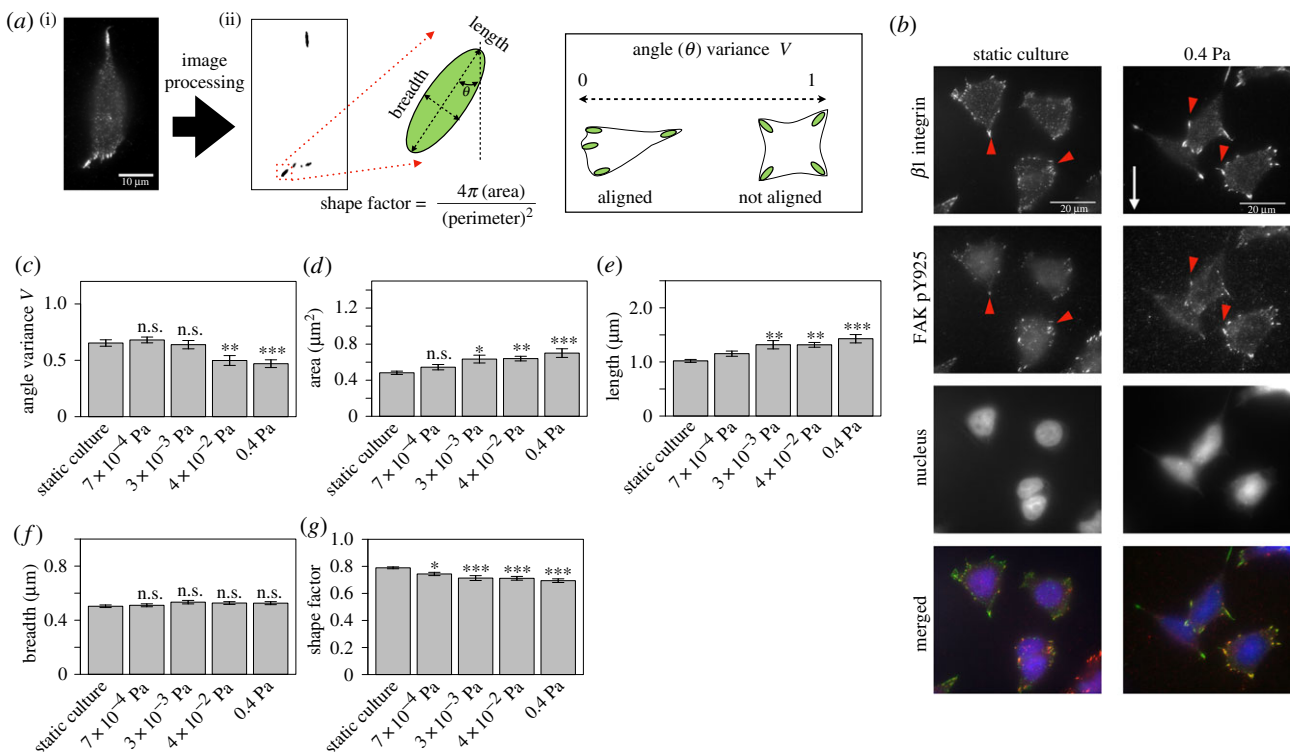 (a) (i)
(ii)
image
processing
10 µm
length
breadth
θ
shape factor = 4π (area) / (perimeter)²
angle (θ) variance V
0 1
aligned not aligned
(b)
static culture 0.4 Pa
β1 integrin
20 µm 20 µm
FAK pY925
nucleus
merged
(c)
angle variance V
1.0
0.5
0
n.s. n.s. ** ***
static culture
7 × 10⁻⁴ Pa
3 × 10⁻³ Pa
4 × 10⁻² Pa
0.4 Pa
(d)
area (µm²)
1.2
0.8
0.4
0
n.s. * ** ***
static culture
7 × 10⁻⁴ Pa
3 × 10⁻³ Pa
4 × 10⁻² Pa
0.4 Pa
(e)
length (µm)
2.0
1.0
0
** ** ***
static culture
7 × 10⁻⁴ Pa
3 × 10⁻³ Pa
4 × 10⁻² Pa
0.4 Pa
(f)
breadth (µm)
0.8
0.4
0
n.s. n.s. n.s. n.s.
static culture
7 × 10⁻⁴ Pa
3 × 10⁻³ Pa
4 × 10⁻² Pa
0.4 Pa
(g)
shape factor
1.0
0.8
0.6
0.4
0.2
0
* *** *** ***
static culture
7 × 10⁻⁴ Pa
3 × 10⁻³ Pa
4 × 10⁻² Pa
0.4 Pa